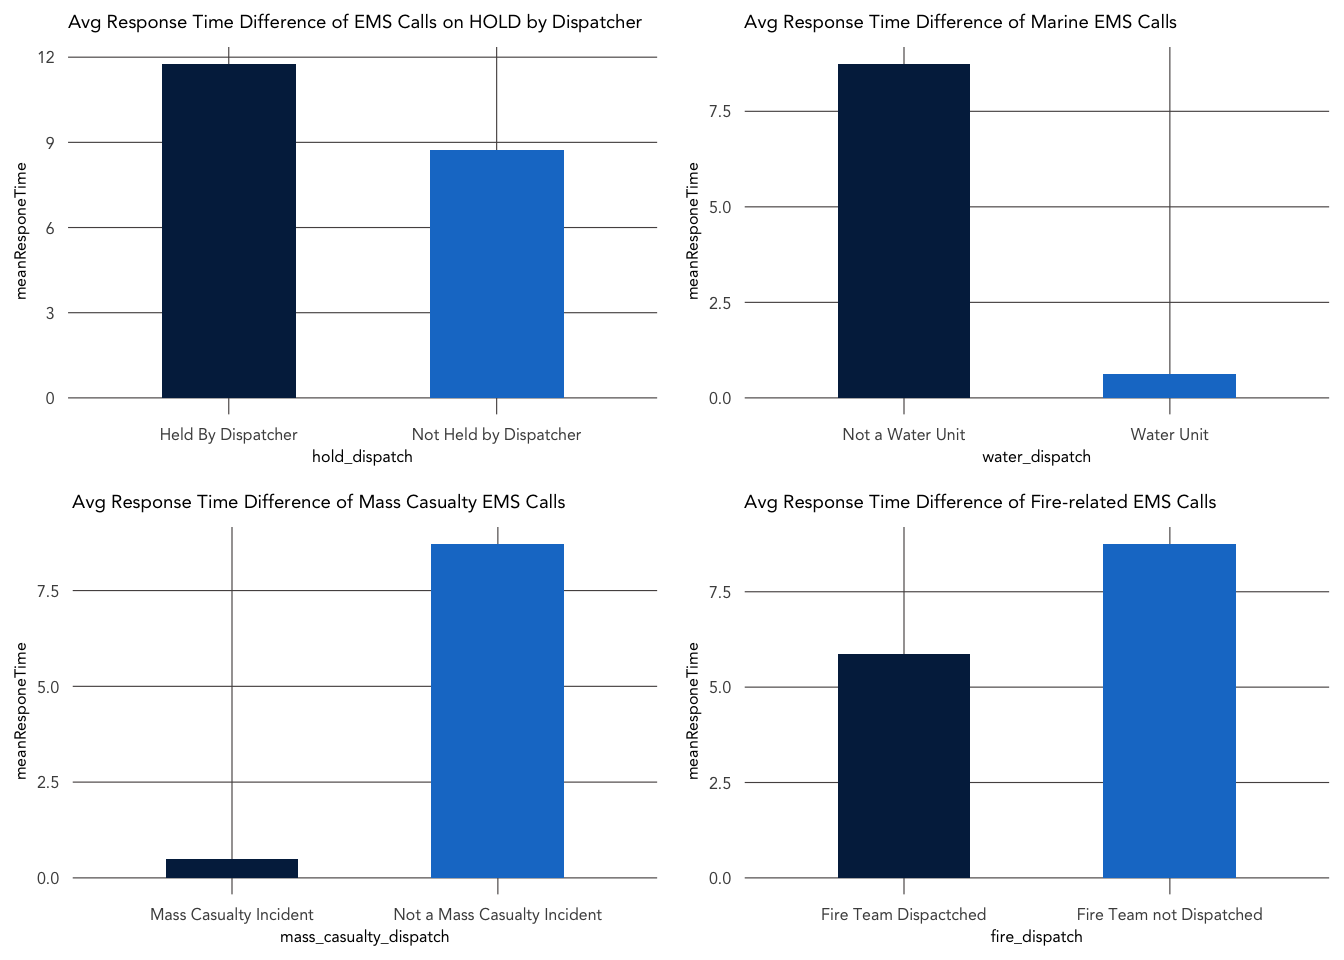 Avg Response Time Difference of EMS Calls on HOLD by Dispatcher
meanResponeTime
12
9
6
3
0
Held By Dispatcher
Not Held by Dispatcher
hold_dispatch
Avg Response Time Difference of Marine EMS Calls
meanResponeTime
7.5
5.0
2.5
0.0
Not a Water Unit
Water Unit
water_dispatch
Avg Response Time Difference of Mass Casualty EMS Calls
meanResponeTime
7.5
5.0
2.5
0.0
Mass Casualty Incident
Not a Mass Casualty Incident
mass_casualty_dispatch
Avg Response Time Difference of Fire-related EMS Calls
meanResponeTime
7.5
5.0
2.5
0.0
Fire Team Dispactched
Fire Team not Dispatched
fire_dispatch